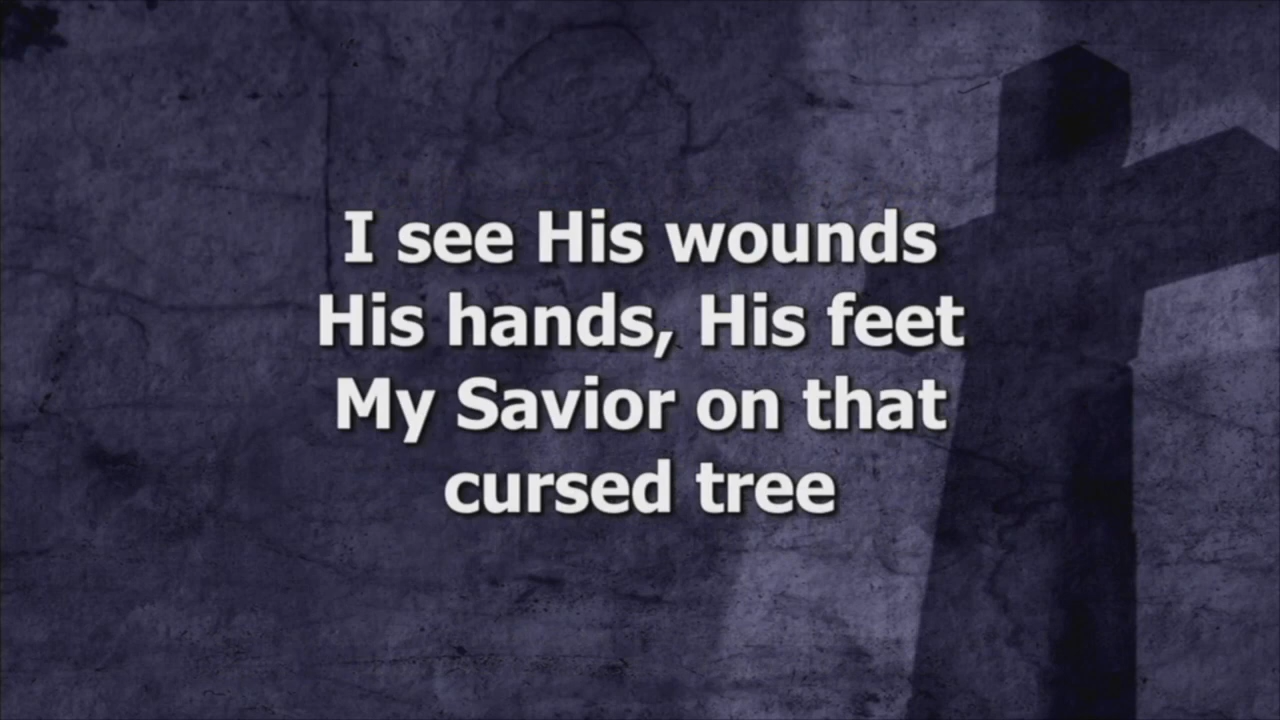 I see His wounds
His hands, His feet
My Savior on that
cursed tree